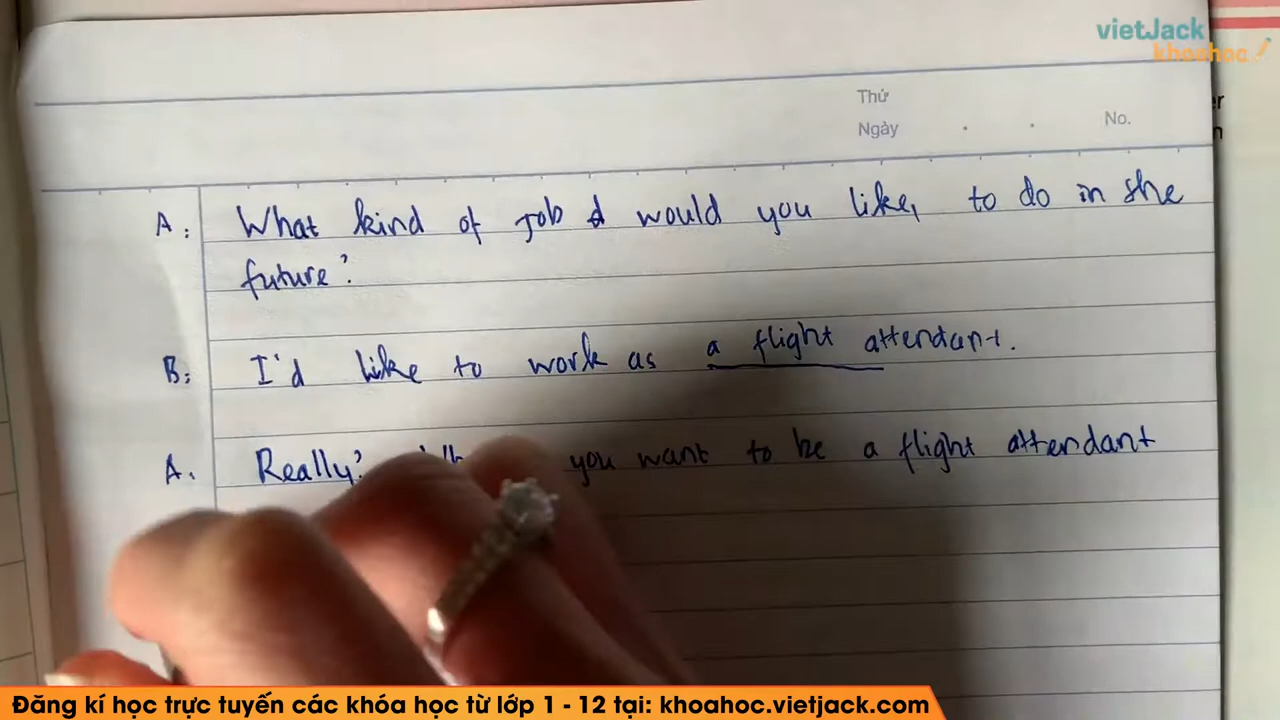 vietJack
khoahoc
Thứ
Ngày . . No.
A: What kind of Job would you like, to do in the
future?
B: I'd like to work as a flight attendant.
A. Really? you want to be a flight attendant
Đăng kí học trực tuyến các khóa học từ lớp 1 - 12 tại: khoahoc.vietjack.com